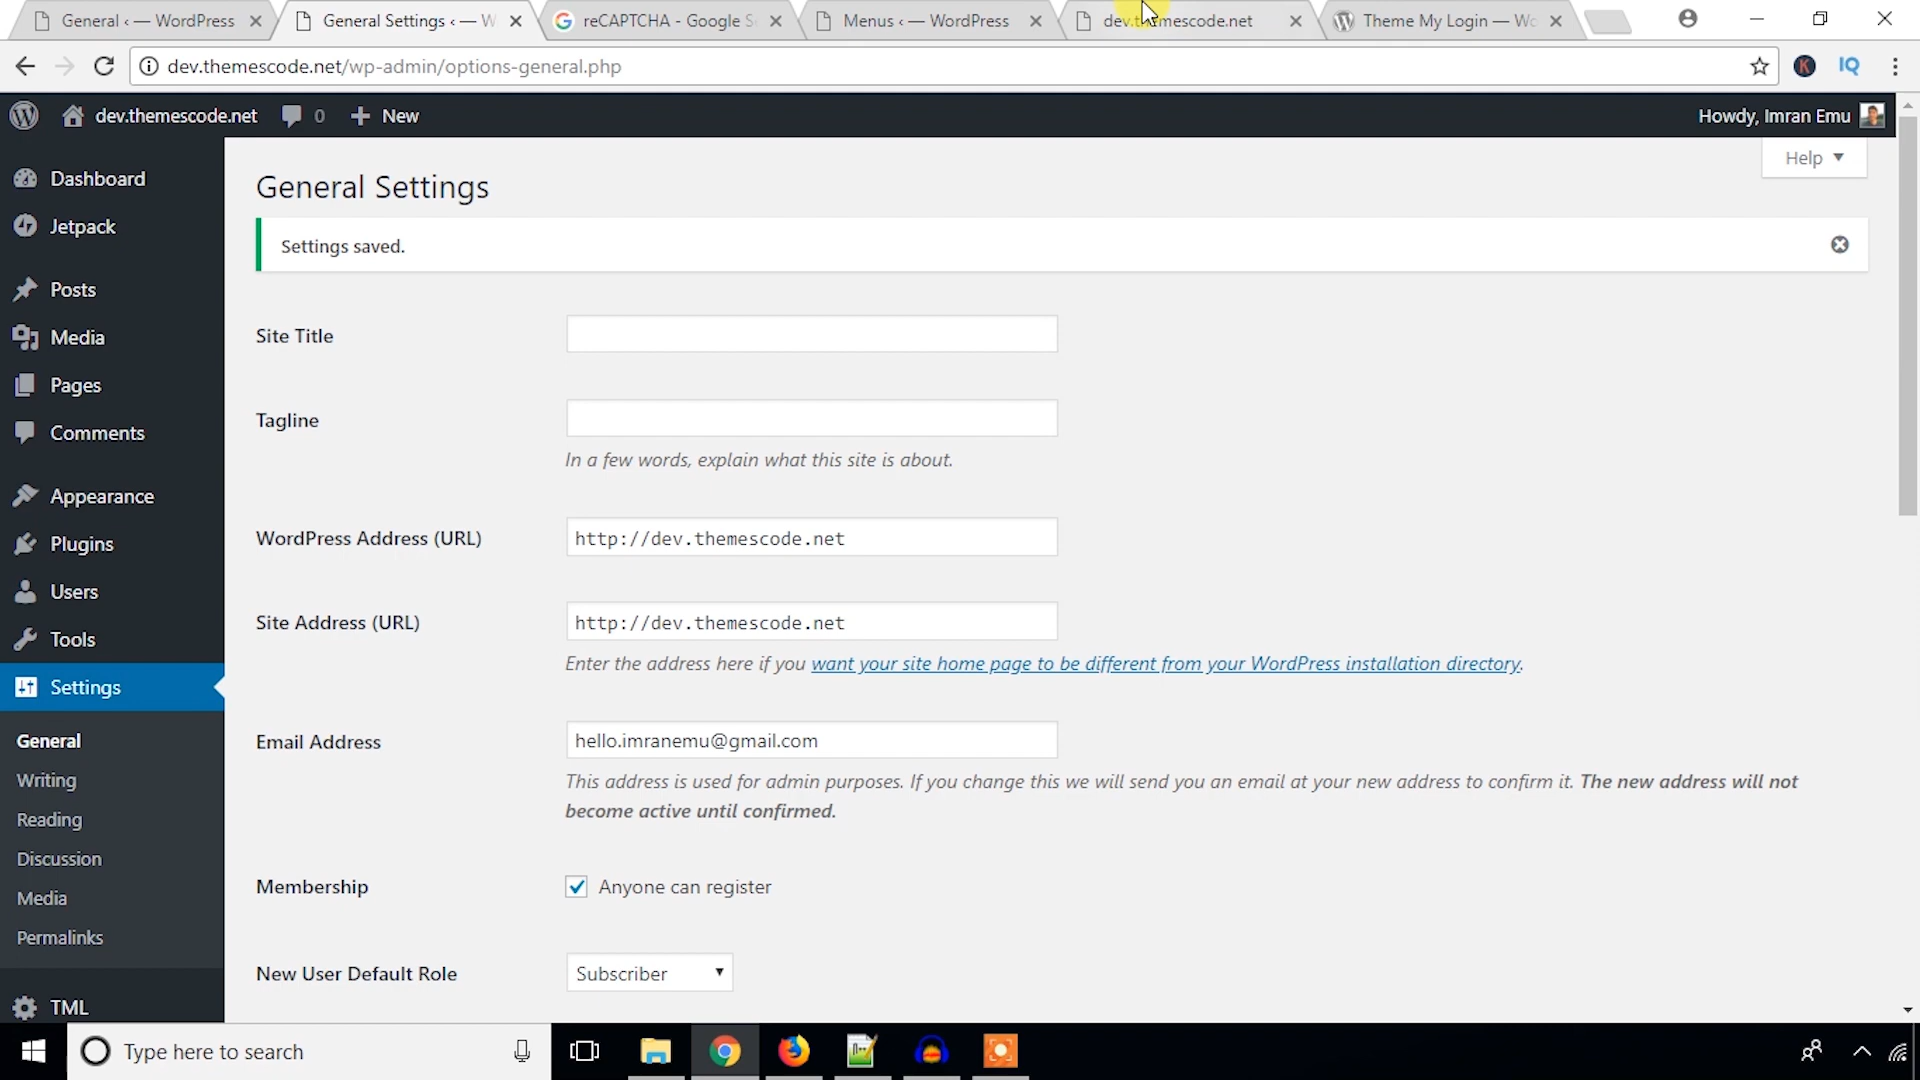 General ‹ — WordPress
General Settings ‹ — W
reCAPTCHA - Google S
Menus ‹ — WordPress
dev.themescode.net
Theme My Login — Wo
dev.themescode.net/wp-admin/options-general.php
IQ
dev.themescode.net
0
New
Howdy, Imran Emu
Help
Dashboard
Jetpack
Posts
Media
Pages
Comments
Appearance
Plugins
Users
Tools
Settings
General
Writing
Reading
Discussion
Media
Permalinks
TML
General Settings
Settings saved.
Site Title
Tagline
In a few words, explain what this site is about.
WordPress Address (URL)
http://dev.themescode.net
Site Address (URL)
http://dev.themescode.net
Enter the address here if you want your site home page to be different from your WordPress installation directory.
Email Address
hello.imranemu@gmail.com
This address is used for admin purposes. If you change this we will send you an email at your new address to confirm it. The new address will not
become active until confirmed.
Membership
Anyone can register
New User Default Role
Subscriber
Type here to search